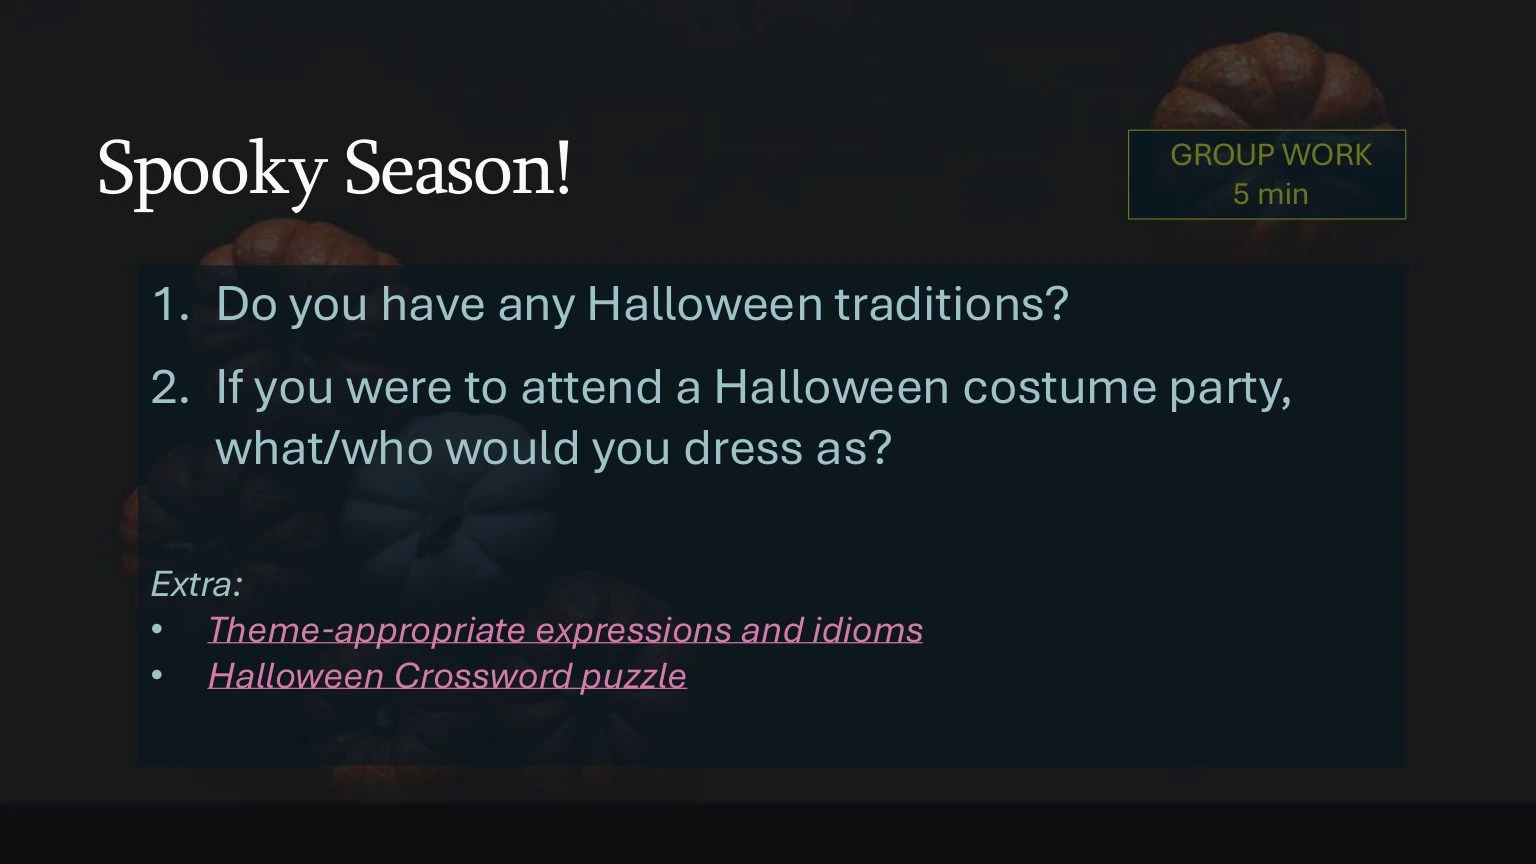 Spooky Season!
GROUP WORK
5 min
1. Do you have any Halloween traditions?
2. If you were to attend a Halloween costume party,
what/who would you dress as?
Extra:
• Theme-appropriate expressions and idioms
• Halloween Crossword puzzle